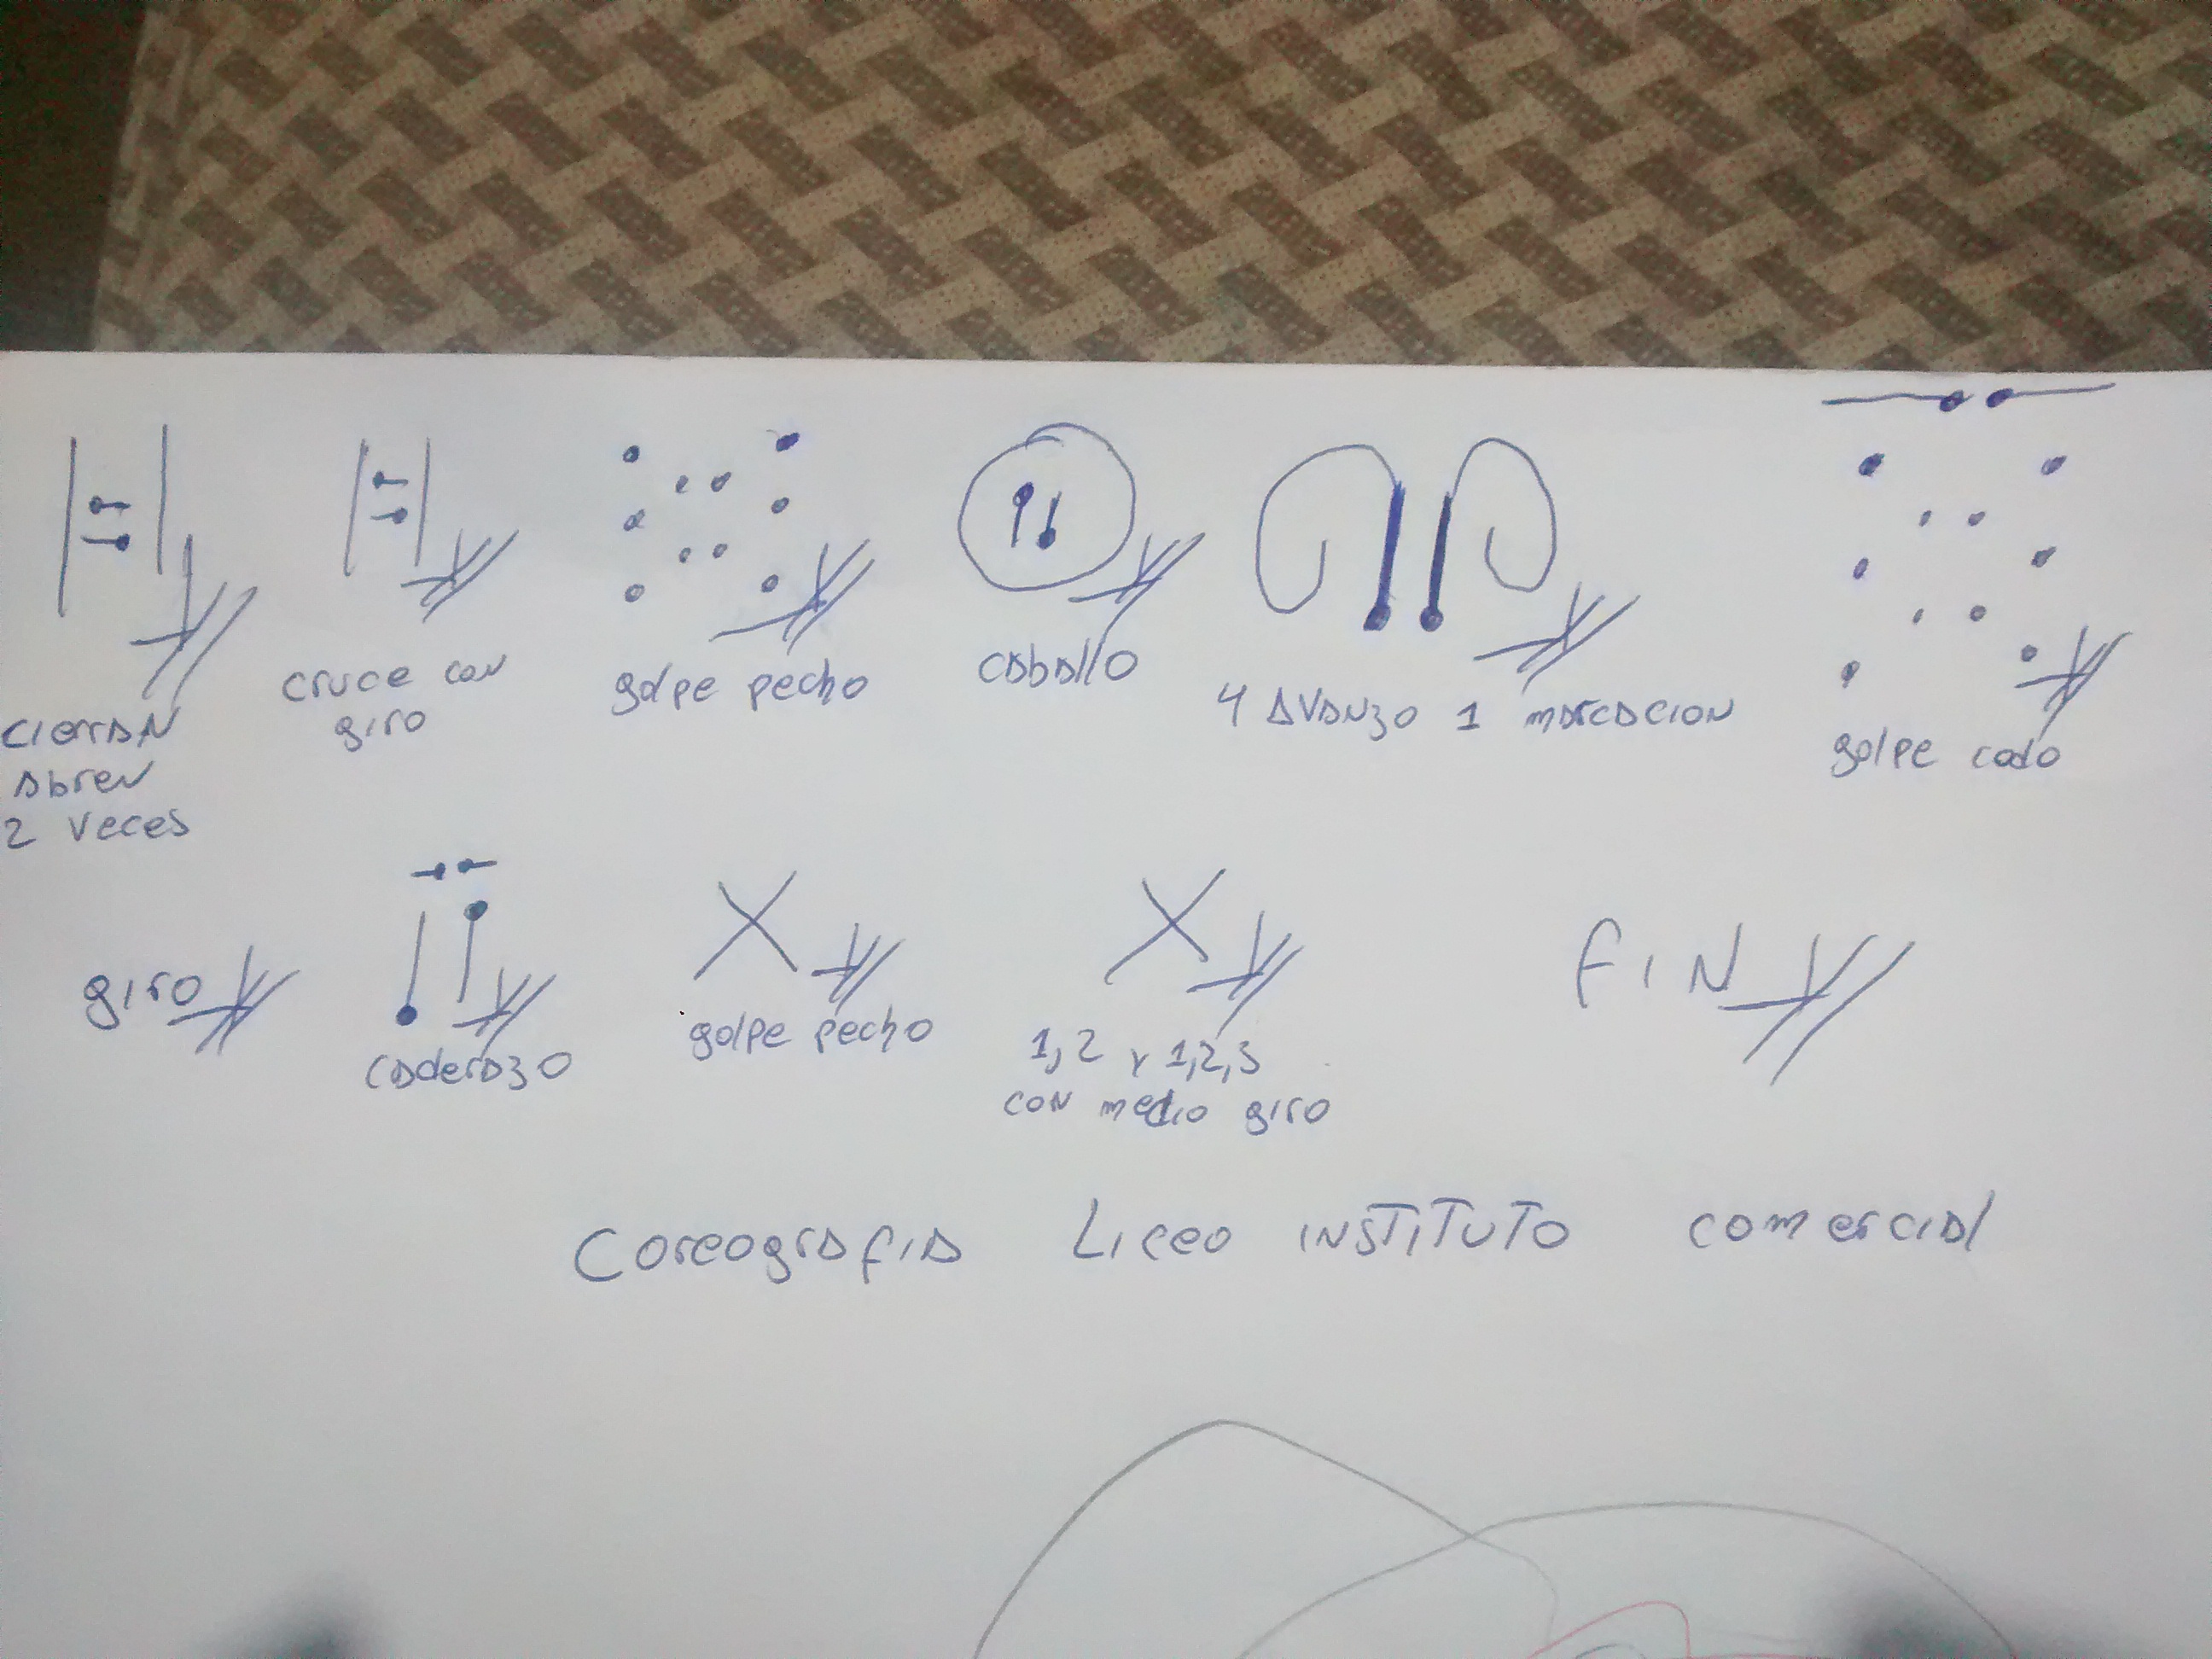 cierran
abren
2 veces
cruce con
giro
golpe pecho
caballo
4 avanzo 1 marcacion
golpe codo
giro
caderazo
golpe pecho
1,2 y 1,2,3
con medio giro
FIN
Coreografia Liceo instituto comercial